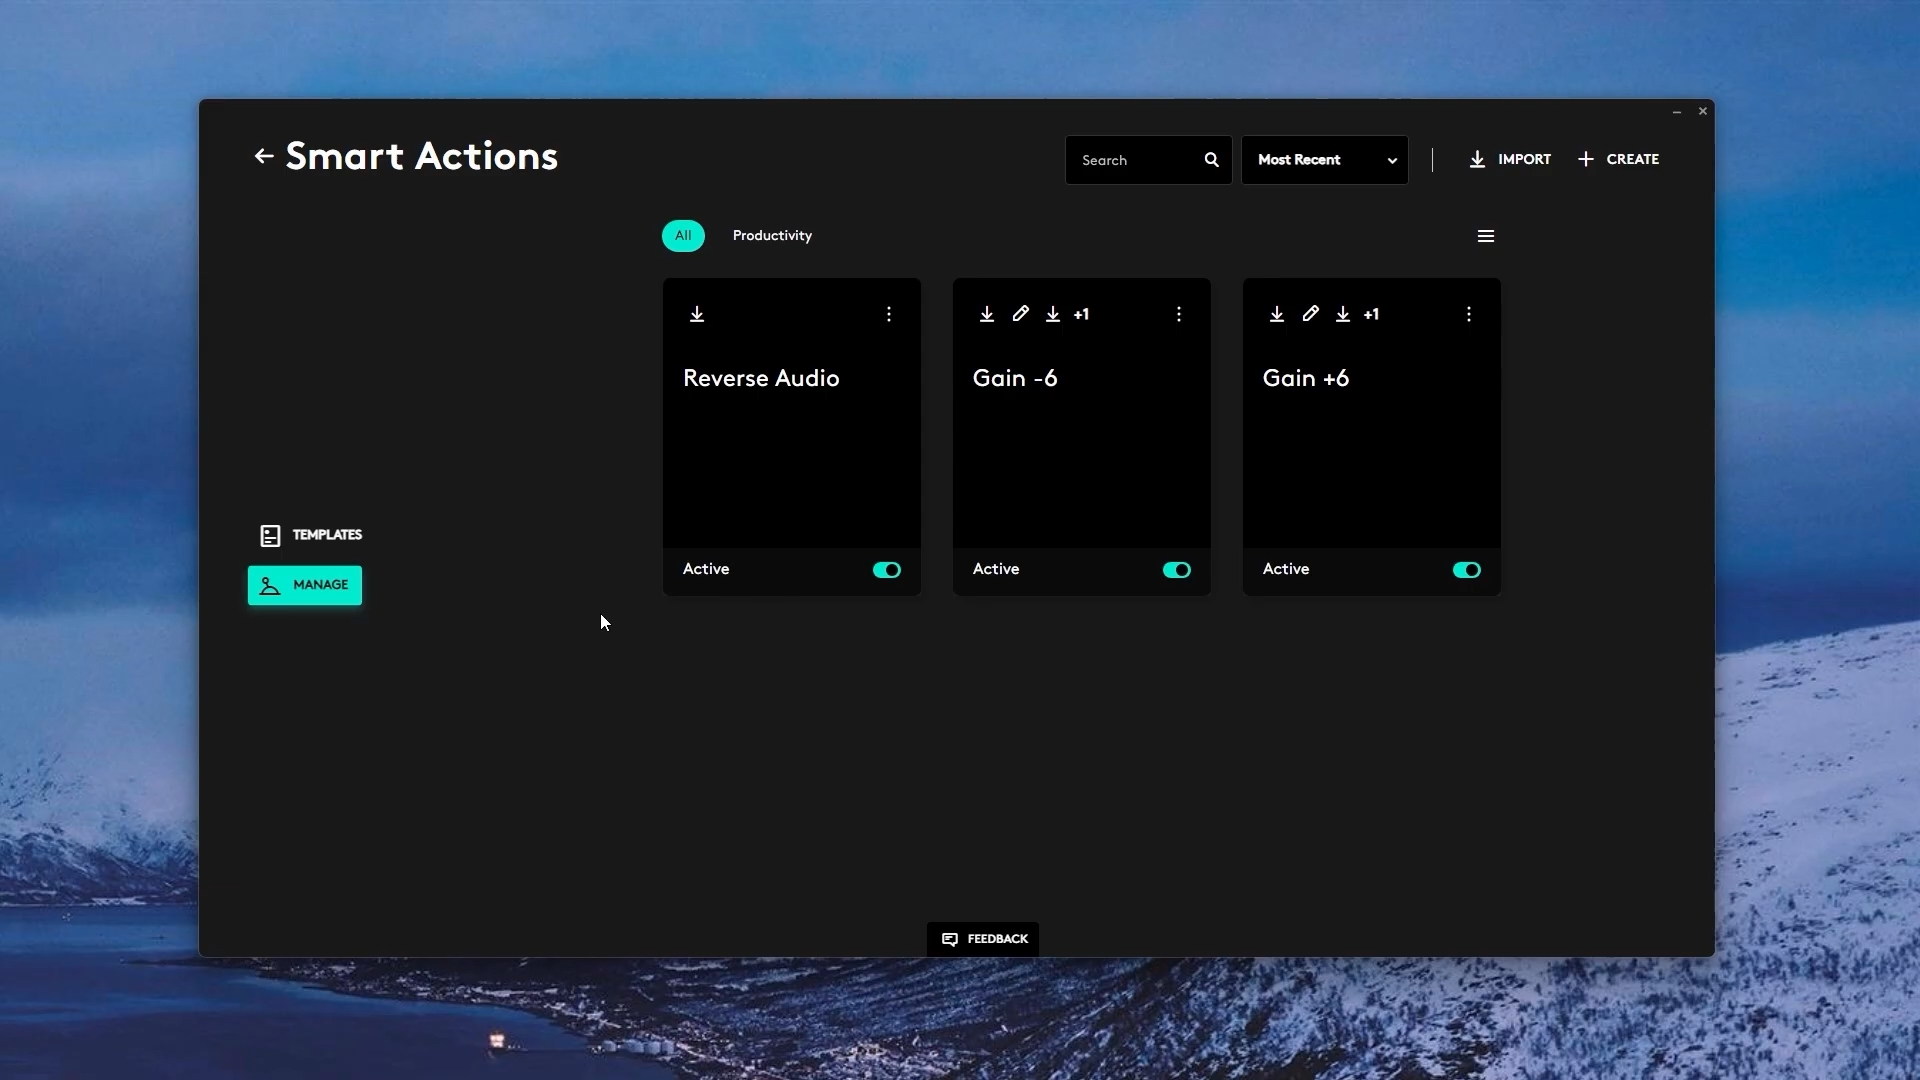 Smart Actions
Search
Most Recent
IMPORT
CREATE
All
Productivity
+1
+1
Reverse Audio
Gain -6
Gain +6
TEMPLATES
MANAGE
Active
Active
Active
FEEDBACK